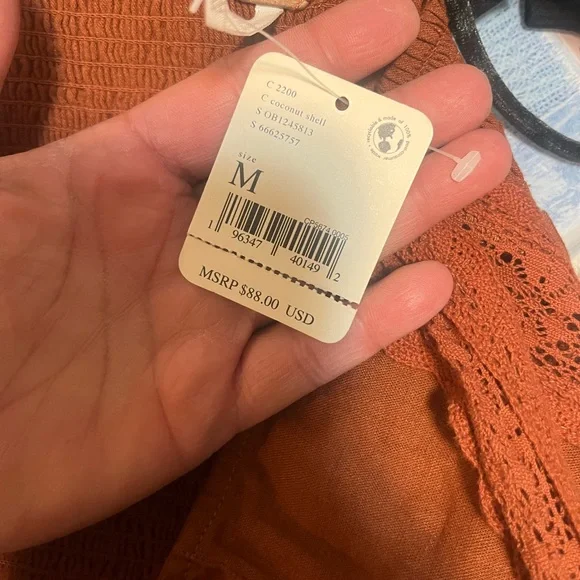 C 2200
C coconut shell
S OB1245813
S 66625757
size
M
1 96347 40149 2
MSRP $88.00 USD